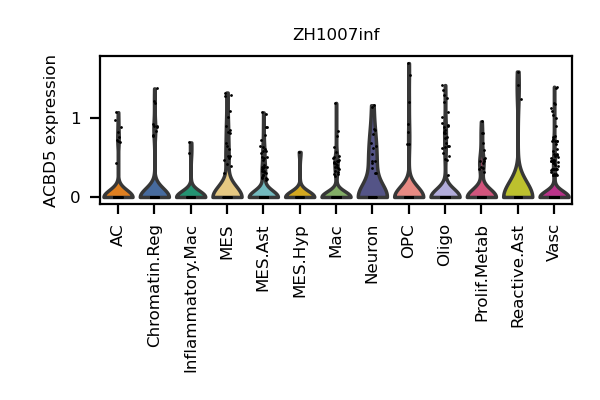 ZH1007inf
ACBD5 expression
1
0
AC
Chromatin.Reg
Inflammatory.Mac
MES
MES.Ast
MES.Hyp
Mac
Neuron
OPC
Oligo
Prolif.Metab
Reactive.Ast
Vasc